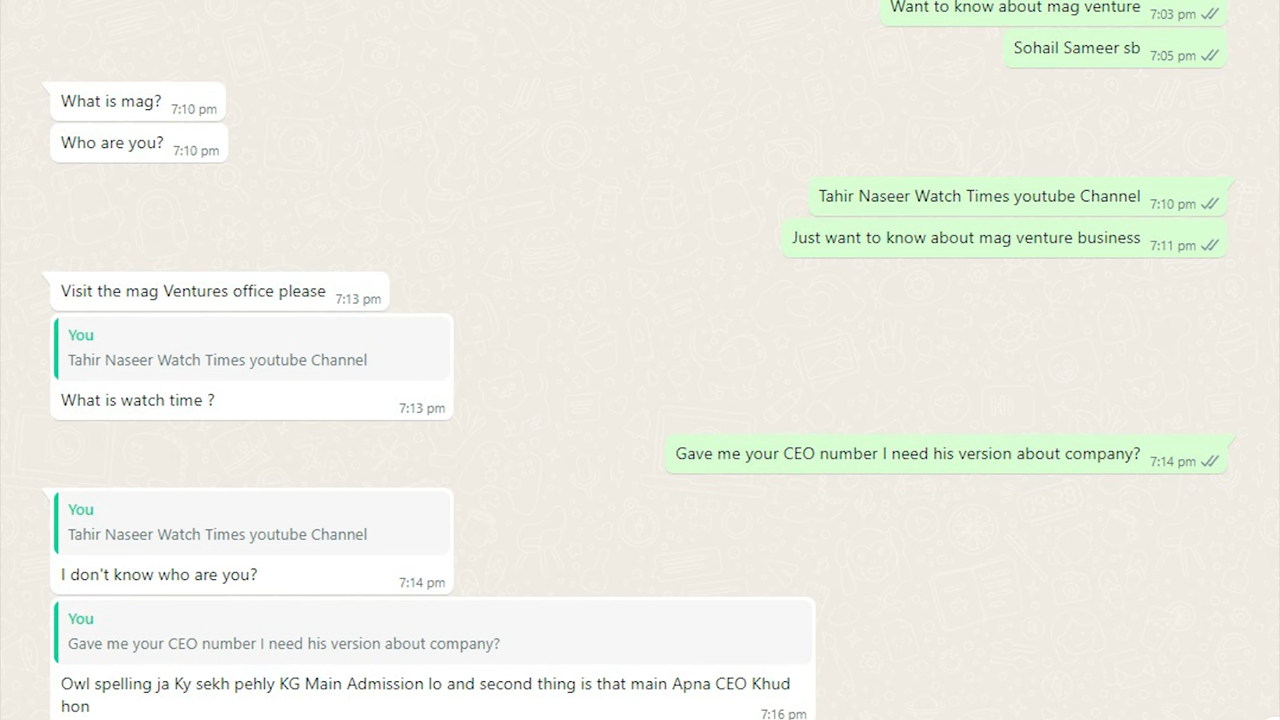 Want to know about mag venture 7:03 pm
Sohail Sameer sb 7:05 pm
What is mag? 7:10 pm
Who are you? 7:10 pm
Tahir Naseer Watch Times youtube Channel 7:10 pm
Just want to know about mag venture business 7:11 pm
Visit the mag Ventures office please 7:13 pm
You
Tahir Naseer Watch Times youtube Channel
What is watch time ? 7:13 pm
Gave me your CEO number I need his version about company? 7:14 pm
You
Tahir Naseer Watch Times youtube Channel
I don't know who are you? 7:14 pm
You
Gave me your CEO number I need his version about company?
Owl spelling ja Ky sekh pehly KG Main Admission lo and second thing is that main Apna CEO Khud
hon 7:16 pm